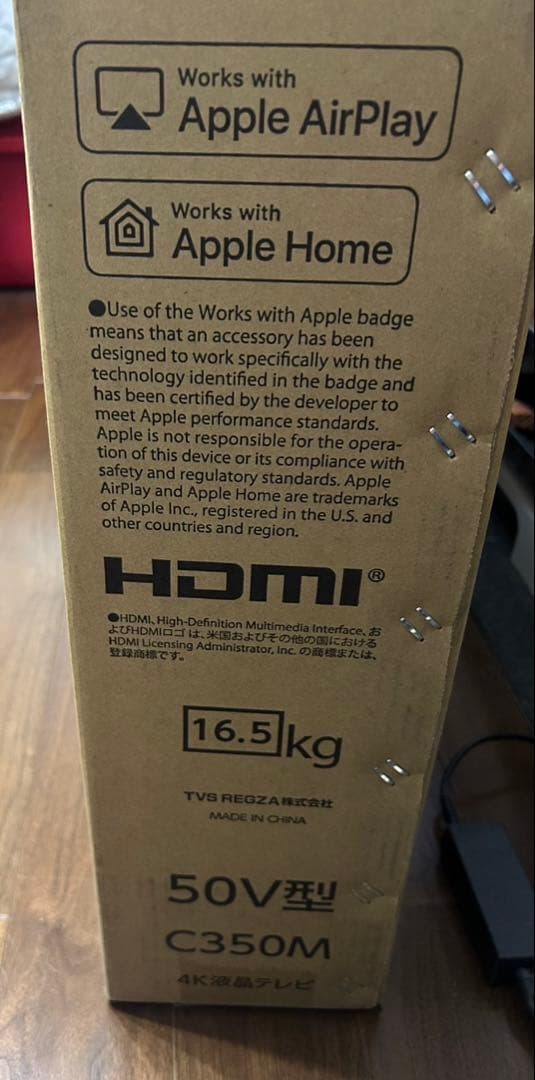 Works with
Apple AirPlay
Works with
Apple Home
●Use of the Works with Apple badge
means that an accessory has been
designed to work specifically with the
technology identified in the badge and
has been certified by the developer to
meet Apple performance standards.
Apple is not responsible for the opera-
tion of this device or its compliance with
safety and regulatory standards. Apple
AirPlay and Apple Home are trademarks
of Apple Inc., registered in the U.S. and
other countries and region.
HDMI®
●HDMI、High-Definition Multimedia Interface、お
よびHDMIロゴ は、米国およびその他の国における
HDMI Licensing Administrator, Inc. の商標または、
登録商標です。
16.5kg
TVS REGZA株式会社
MADE IN CHINA
50V型
C350M
4K液晶テレビ